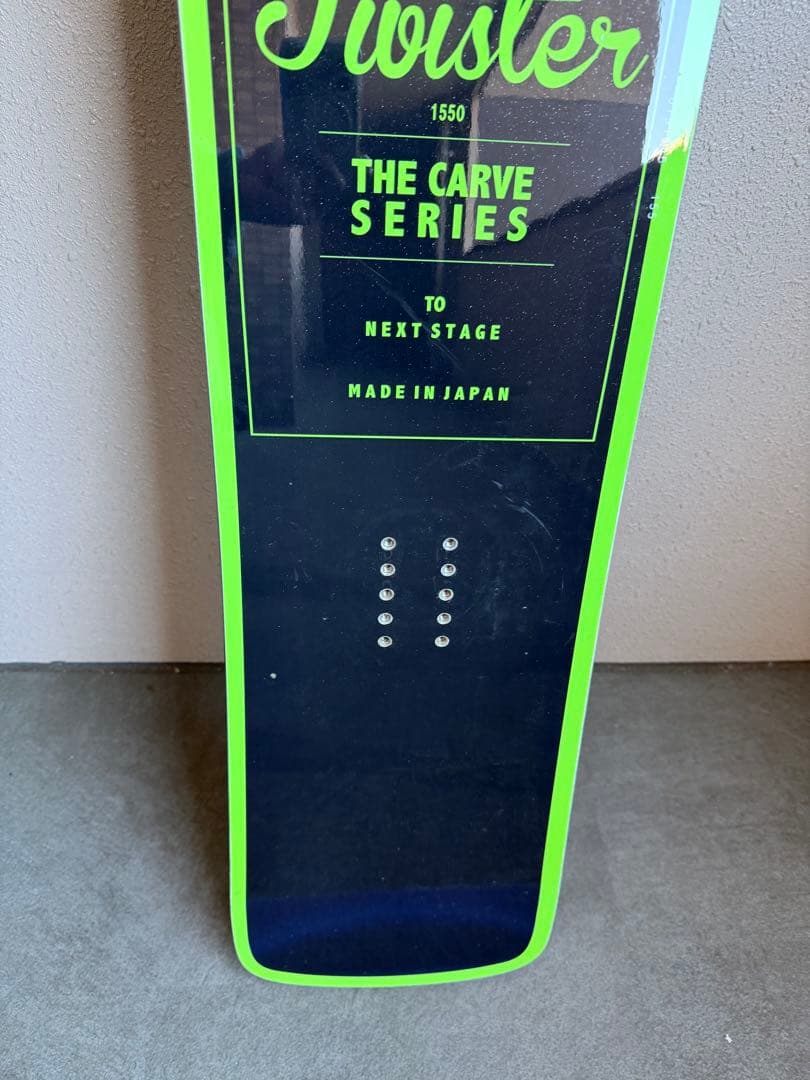 Twister
1550
THE CARVE
SERIES
TO
NEXT STAGE
MADE IN JAPAN